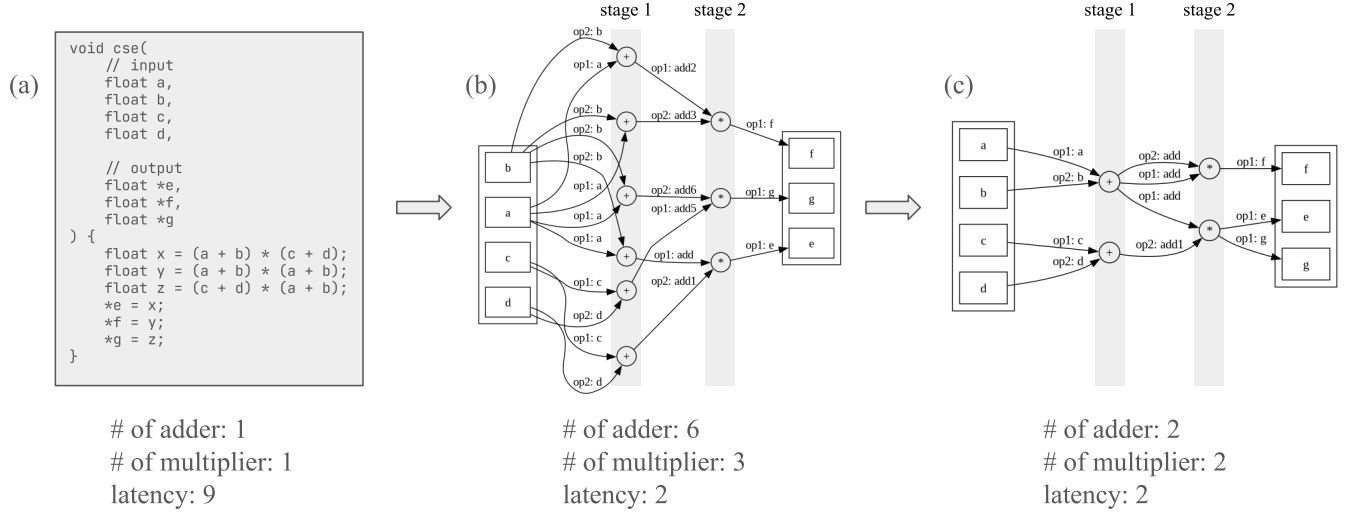 (a)
void cse(
// input
float a,
float b,
float c,
float d,
// output
float *e,
float *f,
float *g
) {
float x = (a + b) * (c + d);
float y = (a + b) * (a + b);
float z = (c + d) * (a + b);
*e = x;
*f = y;
*g = z;
}
# of adder: 1
# of multiplier: 1
latency: 9
(b)
stage 1
stage 2
op2: b
op1: a
op2: b
op2: b
op2: b
op1: a
op1: a
op1: a
op1: c
op2: d
op1: c
op2: d
b
a
c
d
+
+
+
+
+
+
op1: add2
op2: add3
op2: add6
op1: add5
op1: add
op2: add1
*
*
*
op1: f
op1: g
op1: e
f
g
e
# of adder: 6
# of multiplier: 3
latency: 2
(c)
stage 1
stage 2
a
b
c
d
op1: a
op2: b
op1: c
op2: d
+
+
op2: add
op1: add
op1: add
op2: add1
*
*
op1: f
op1: e
op1: g
f
e
g
# of adder: 2
# of multiplier: 2
latency: 2